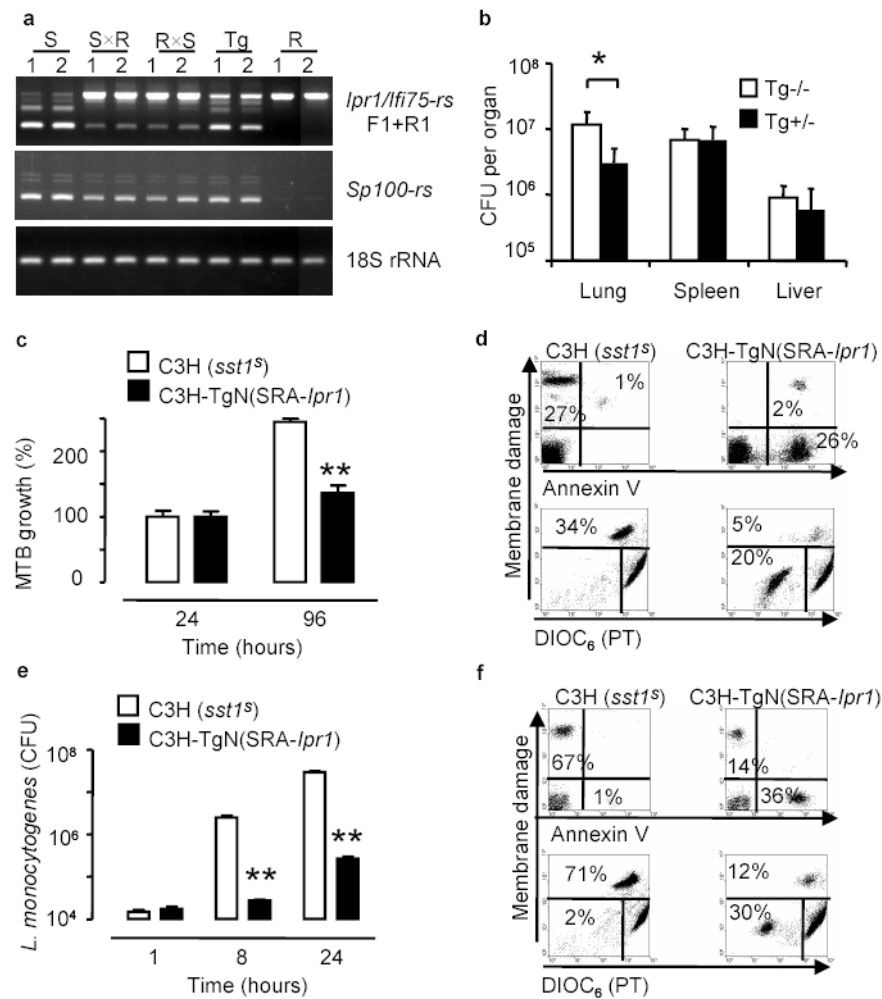 a
S S×R R×S Tg R
1 2 1 2 1 2 1 2 1 2
Ipr1/Ifi75-rs
F1+R1
Sp100-rs
18S rRNA
b
CFU per organ
10⁸
10⁷
10⁶
10⁵
*
Tg-/-
Tg+/-
Lung Spleen Liver
c
C3H (sst1ˢ)
C3H-TgN(SRA-Ipr1)
MTB growth (%)
200
100
0
**
24 96
Time (hours)
d
C3H (sst1ˢ) C3H-TgN(SRA-Ipr1)
Membrane damage
1%
27%
2%
26%
Annexin V
34%
5%
20%
DIOC₆ (PT)
e
C3H (sst1ˢ)
C3H-TgN(SRA-Ipr1)
L. monocytogenes (CFU)
10⁸
10⁶
10⁴
**
**
1 8 24
Time (hours)
f
C3H (sst1ˢ) C3H-TgN(SRA-Ipr1)
Membrane damage
67%
1%
14%
36%
Annexin V
71%
2%
12%
30%
DIOC₆ (PT)